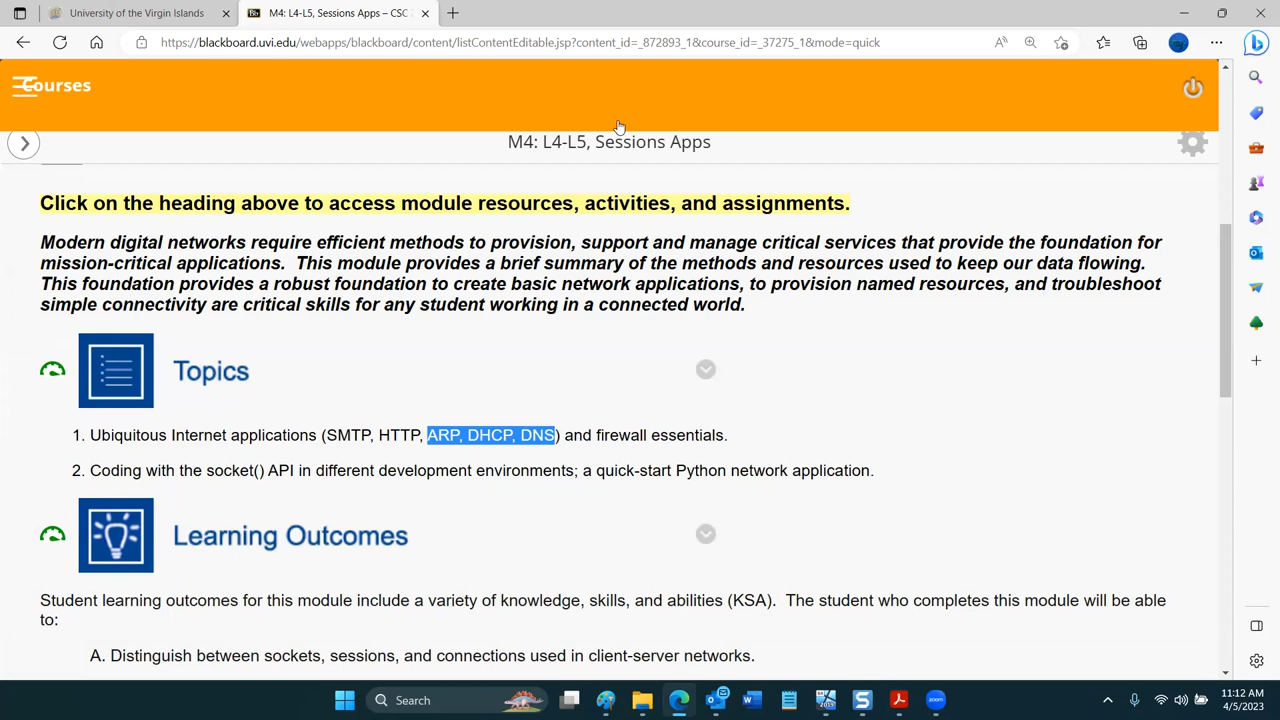 University of the Virgin Islands
M4: L4-L5, Sessions Apps – CSC
https://blackboard.uvi.edu/webapps/blackboard/content/listContentEditable.jsp?content_id=_872893_1&course_id=_37275_1&mode=quick
Courses
M4: L4-L5, Sessions Apps
Click on the heading above to access module resources, activities, and assignments.
Modern digital networks require efficient methods to provision, support and manage critical services that provide the foundation for
mission-critical applications. This module provides a brief summary of the methods and resources used to keep our data flowing.
This foundation provides a robust foundation to create basic network applications, to provision named resources, and troubleshoot
simple connectivity are critical skills for any student working in a connected world.
Topics
1. Ubiquitous Internet applications (SMTP, HTTP, ARP, DHCP, DNS) and firewall essentials.
2. Coding with the socket() API in different development environments; a quick-start Python network application.
Learning Outcomes
Student learning outcomes for this module include a variety of knowledge, skills, and abilities (KSA). The student who completes this module will be able
to:
A. Distinguish between sockets, sessions, and connections used in client-server networks.
Search
zoom
11:12 AM
4/5/2023